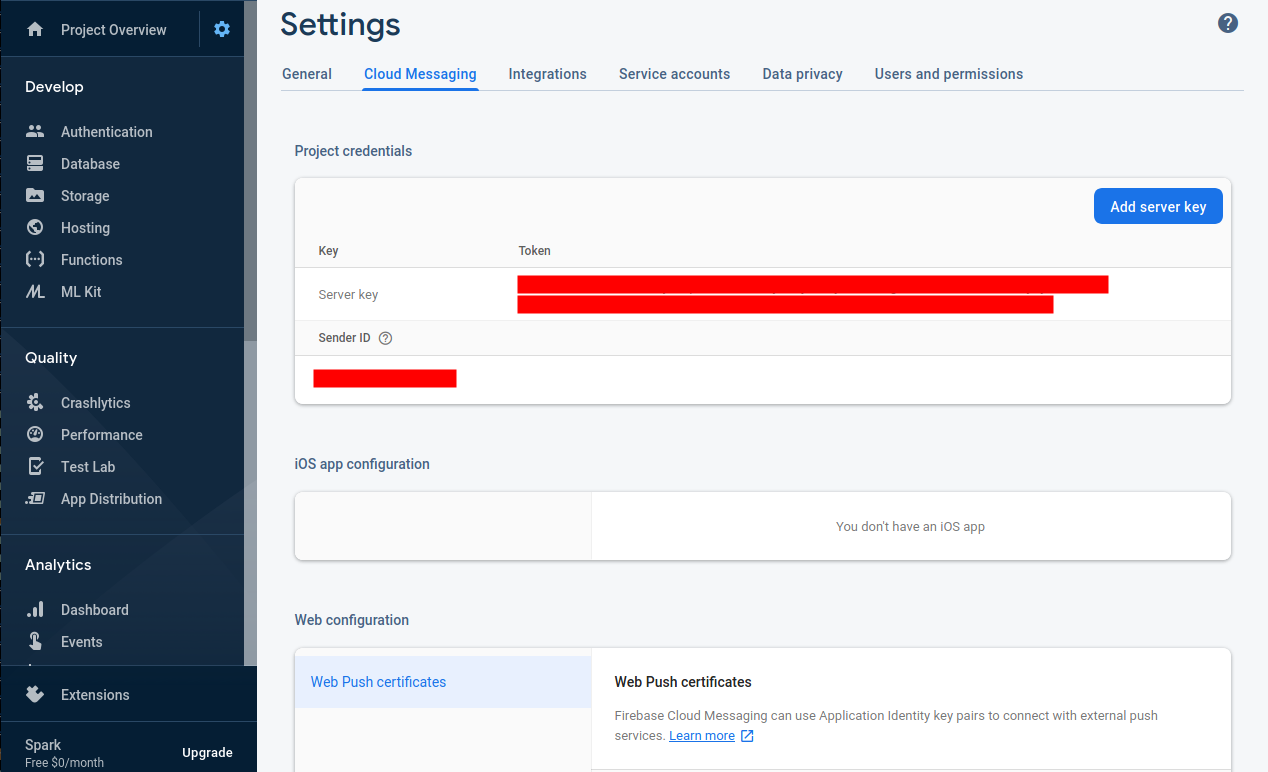 Project Overview
Develop
Authentication
Database
Storage
Hosting
Functions
ML Kit
Quality
Crashlytics
Performance
Test Lab
App Distribution
Analytics
Dashboard
Events
Extensions
Spark
Free $0/month
Upgrade
Settings
General Cloud Messaging Integrations Service accounts Data privacy Users and permissions
Project credentials
Add server key
Key Token
Server key
Sender ID
iOS app configuration
You don't have an iOS app
Web configuration
Web Push certificates
Web Push certificates
Firebase Cloud Messaging can use Application Identity key pairs to connect with external push
services. Learn more